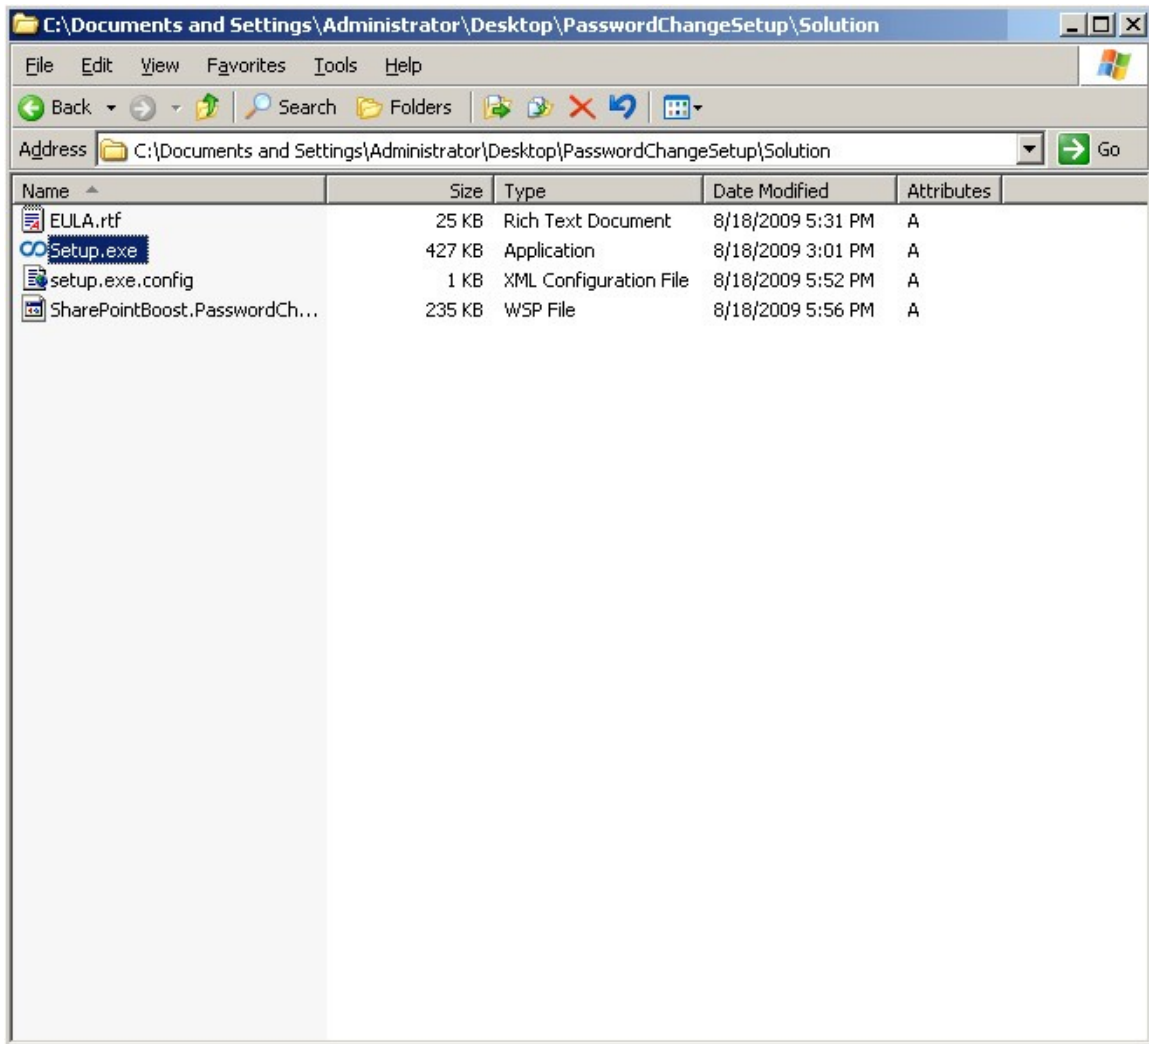 C:\Documents and Settings\Administrator\Desktop\PasswordChangeSetup\Solution
File Edit View Favorites Tools Help
Back Search Folders
Address C:\Documents and Settings\Administrator\Desktop\PasswordChangeSetup\Solution Go
Name Size Type Date Modified Attributes
EULA.rtf 25 KB Rich Text Document 8/18/2009 5:31 PM A
Setup.exe 427 KB Application 8/18/2009 3:01 PM A
setup.exe.config 1 KB XML Configuration File 8/18/2009 5:52 PM A
SharePointBoost.PasswordCh... 235 KB WSP File 8/18/2009 5:56 PM A